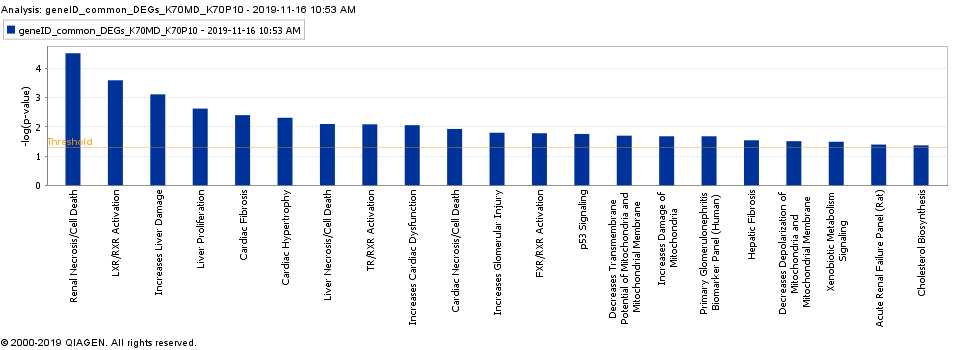 Analysis: geneID_common_DEGs_K70MD_K70P10 - 2019-11-16 10:53 AM
geneID_common_DEGs_K70MD_K70P10 - 2019-11-16 10:53 AM
-log(p-value)
4
3
2
1
0
Threshold
Renal Necrosis/Cell Death
LXR/RXR Activation
Increases Liver Damage
Liver Proliferation
Cardiac Fibrosis
Cardiac Hypertrophy
Liver Necrosis/Cell Death
TR/RXR Activation
Increases Cardiac Dysfunction
Cardiac Necrosis/Cell Death
Increases Glomerular Injury
FXR/RXR Activation
p53 Signaling
Decreases Transmembrane
Potential of Mitochondria and
Mitochondrial Membrane
Increases Damage of
Mitochondria
Primary Glomerulonephritis
Biomarker Panel (Human)
Hepatic Fibrosis
Decreases Depolarization of
Mitochondria and
Mitochondrial Membrane
Xenobiotic Metabolism
Signaling
Acute Renal Failure Panel (Rat)
Cholesterol Biosynthesis
© 2000-2019 QIAGEN. All rights reserved.